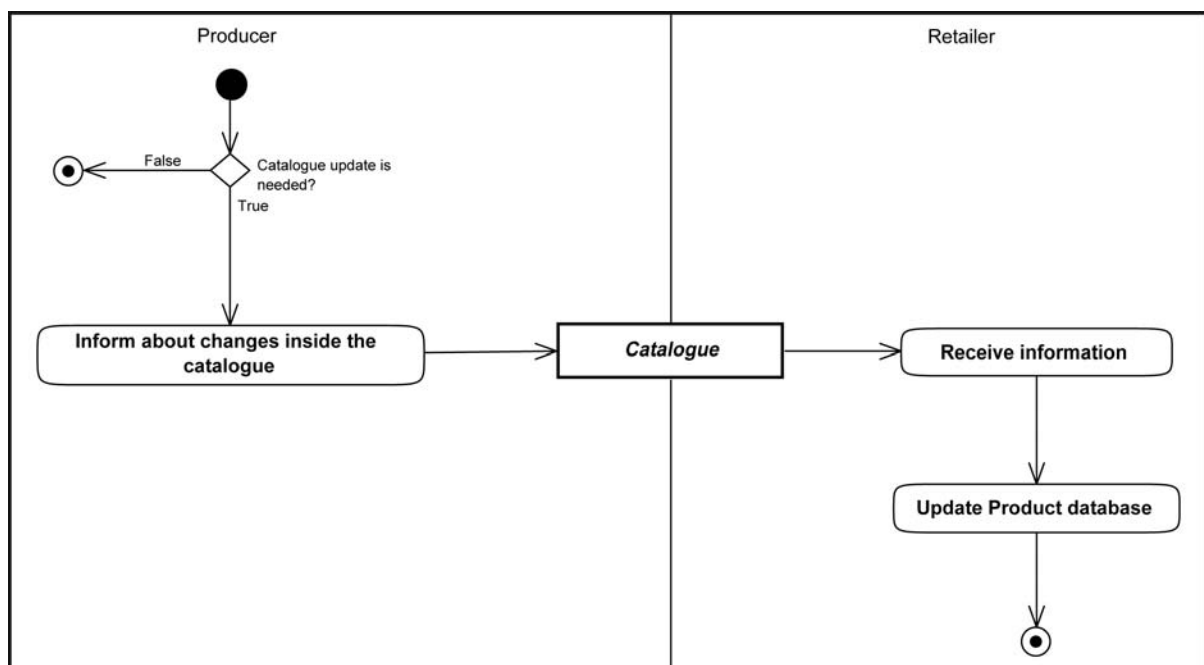 Producer
Retailer
False
Catalogue update is
needed?
True
Inform about changes inside the
catalogue
Catalogue
Receive information
Update Product database